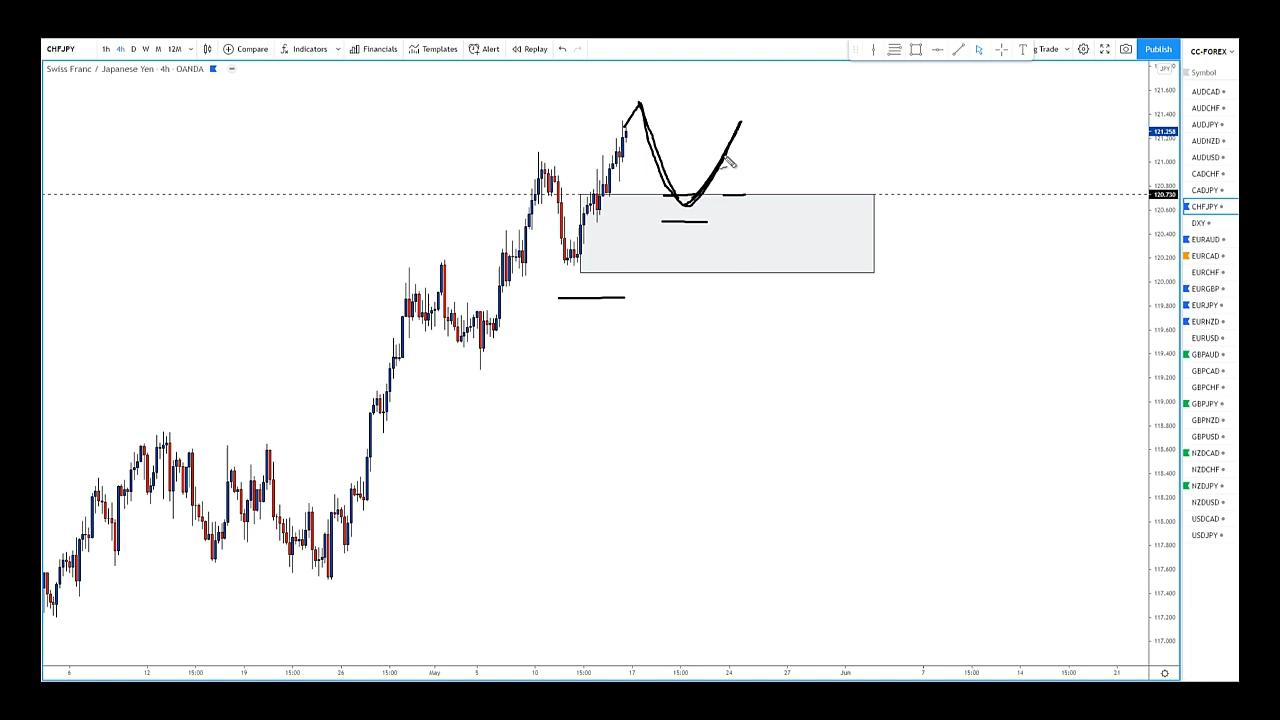 CHFJPY 1h 4h D W M 12M Compare Indicators Financials Templates Alert Replay g Trade Publish CC-FOREX
Swiss Franc / Japanese Yen · 4h · OANDA
JPY
Symbol
121.600
121.400
121.258
121.000
120.800
120.730
120.600
120.400
120.200
120.000
119.800
119.600
119.400
119.200
119.000
118.800
118.600
118.400
118.200
118.000
117.800
117.600
117.400
117.200
117.000
AUDCAD
AUDCHF
AUDJPY
AUDNZD
AUDUSD
CADCHF
CADJPY
CHFJPY
DXY
EURAUD
EURCAD
EURCHF
EURGBP
EURJPY
EURNZD
EURUSD
GBPAUD
GBPCAD
GBPCHF
GBPJPY
GBPNZD
GBPUSD
NZDCAD
NZDCHF
NZDJPY
NZDUSD
USDCAD
USDJPY
6 12 15:00 19 15:00 26 15:00 May 5 10 15:00 17 15:00 24 27 Jun 7 15:00 14 15:00 21